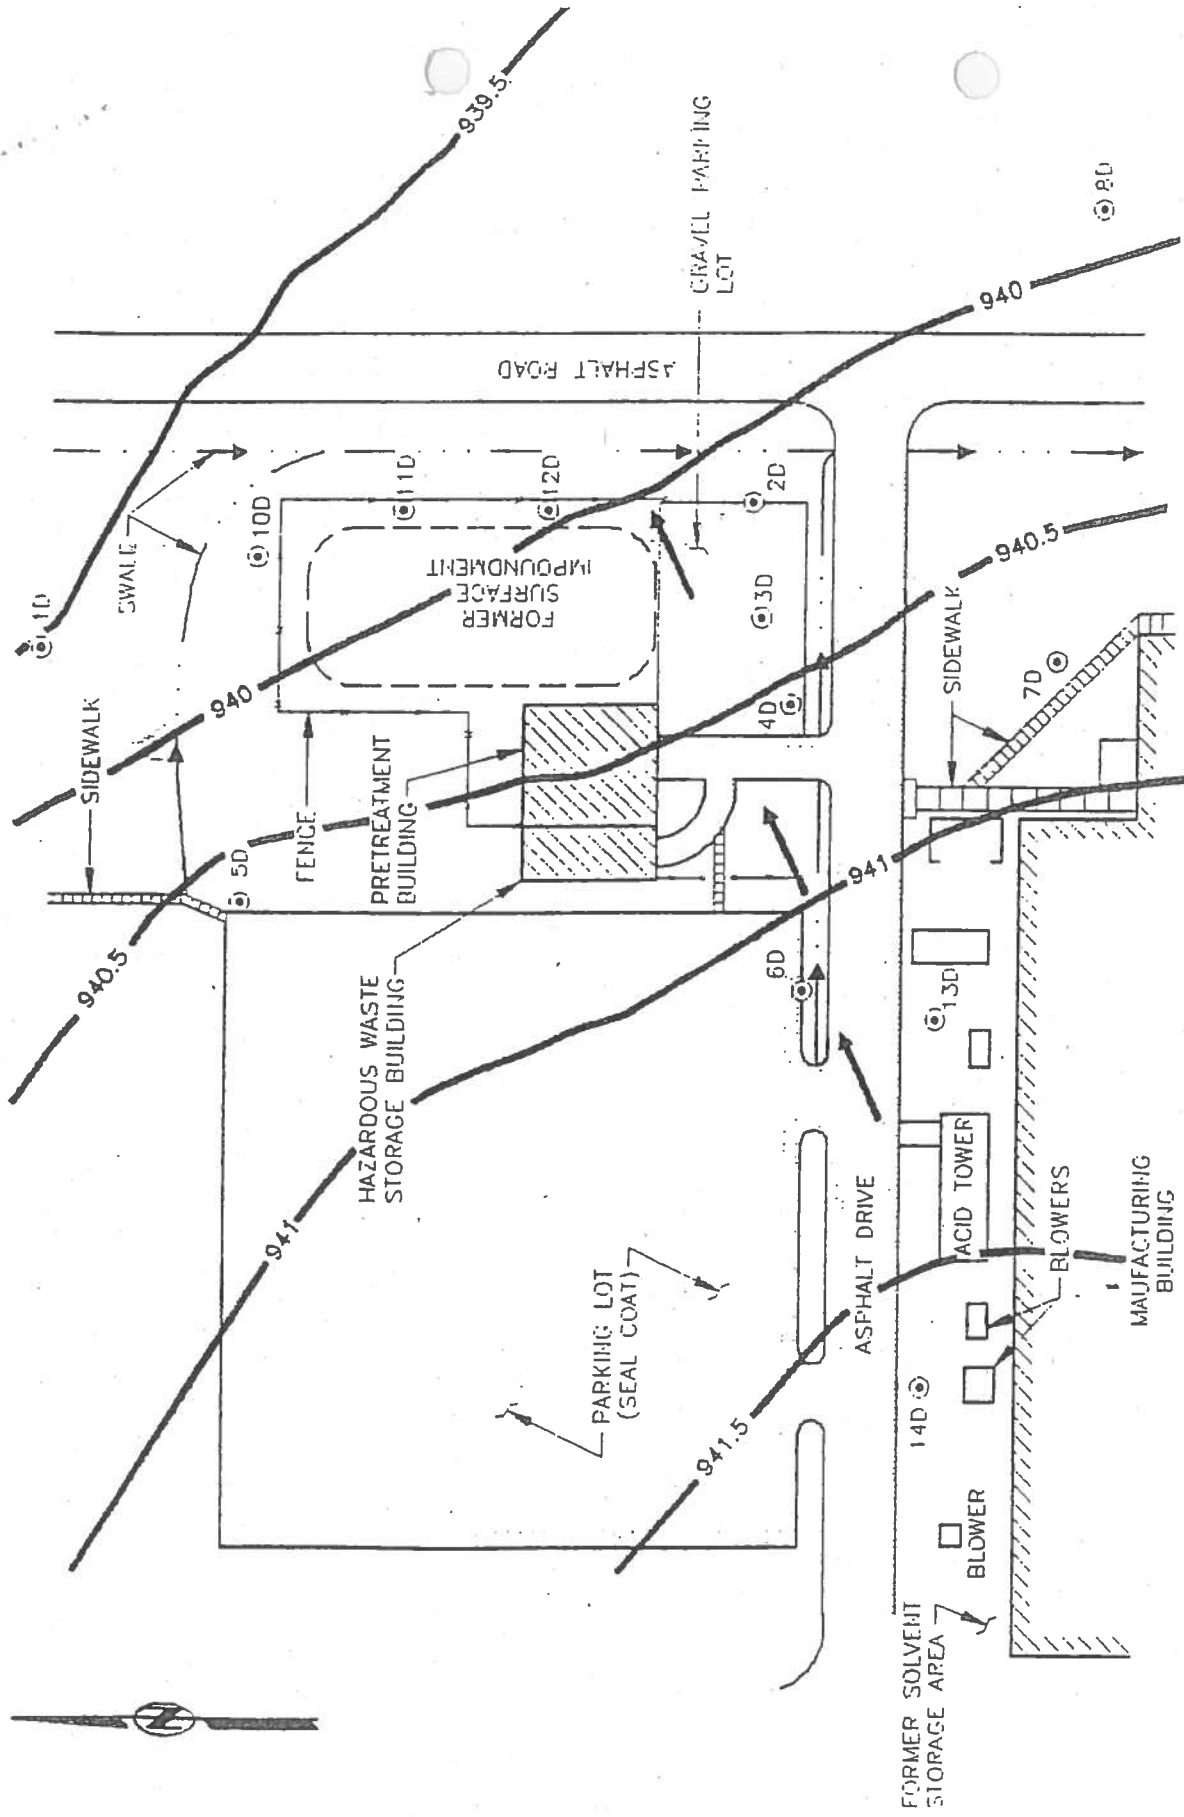 939.5
1D
SWALE
10D
11D
12D
ASPHALT ROAD
GRAVEL PARKING
LOT
8D
940
2D
3D
FORMER
SURFACE
IMPOUNDMENT
940
SIDEWALK
FENCE
PRETREATMENT
BUILDING
4D
940.5
SIDEWALK
7D
5D
940.5
HAZARDOUS WASTE
STORAGE BUILDING
6D
941
13D
941
PARKING LOT
(SEAL COAT)
ASPHALT DRIVE
ACID TOWER
BLOWERS
MAUFACTURING
BUILDING
941.5
14D
BLOWER
FORMER SOLVENT
STORAGE AREA
N